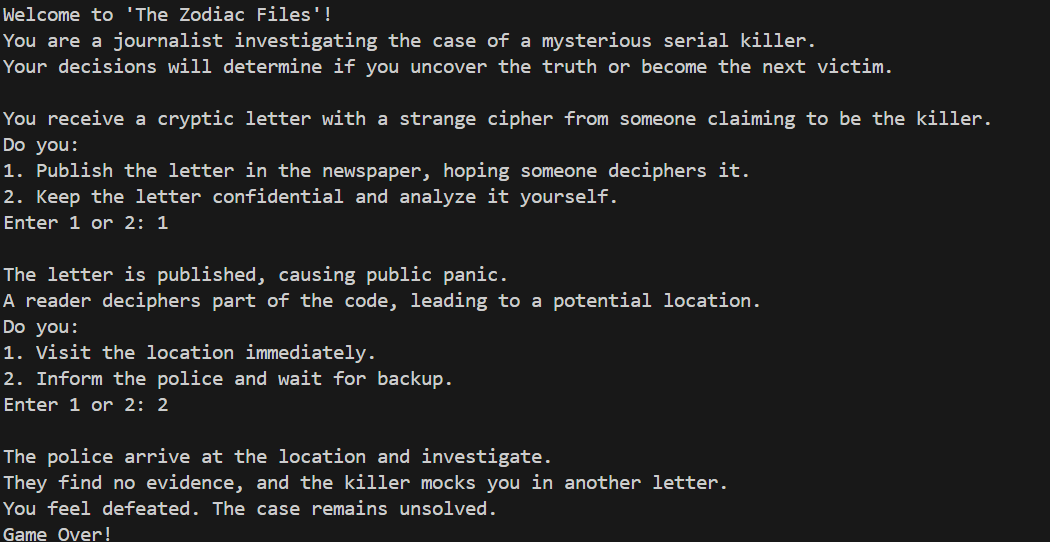 Welcome to 'The Zodiac Files'!
You are a journalist investigating the case of a mysterious serial killer.
Your decisions will determine if you uncover the truth or become the next victim.
You receive a cryptic letter with a strange cipher from someone claiming to be the killer.
Do you:
1. Publish the letter in the newspaper, hoping someone deciphers it.
2. Keep the letter confidential and analyze it yourself.
Enter 1 or 2: 1
The letter is published, causing public panic.
A reader deciphers part of the code, leading to a potential location.
Do you:
1. Visit the location immediately.
2. Inform the police and wait for backup.
Enter 1 or 2: 2
The police arrive at the location and investigate.
They find no evidence, and the killer mocks you in another letter.
You feel defeated. The case remains unsolved.
Game Over!